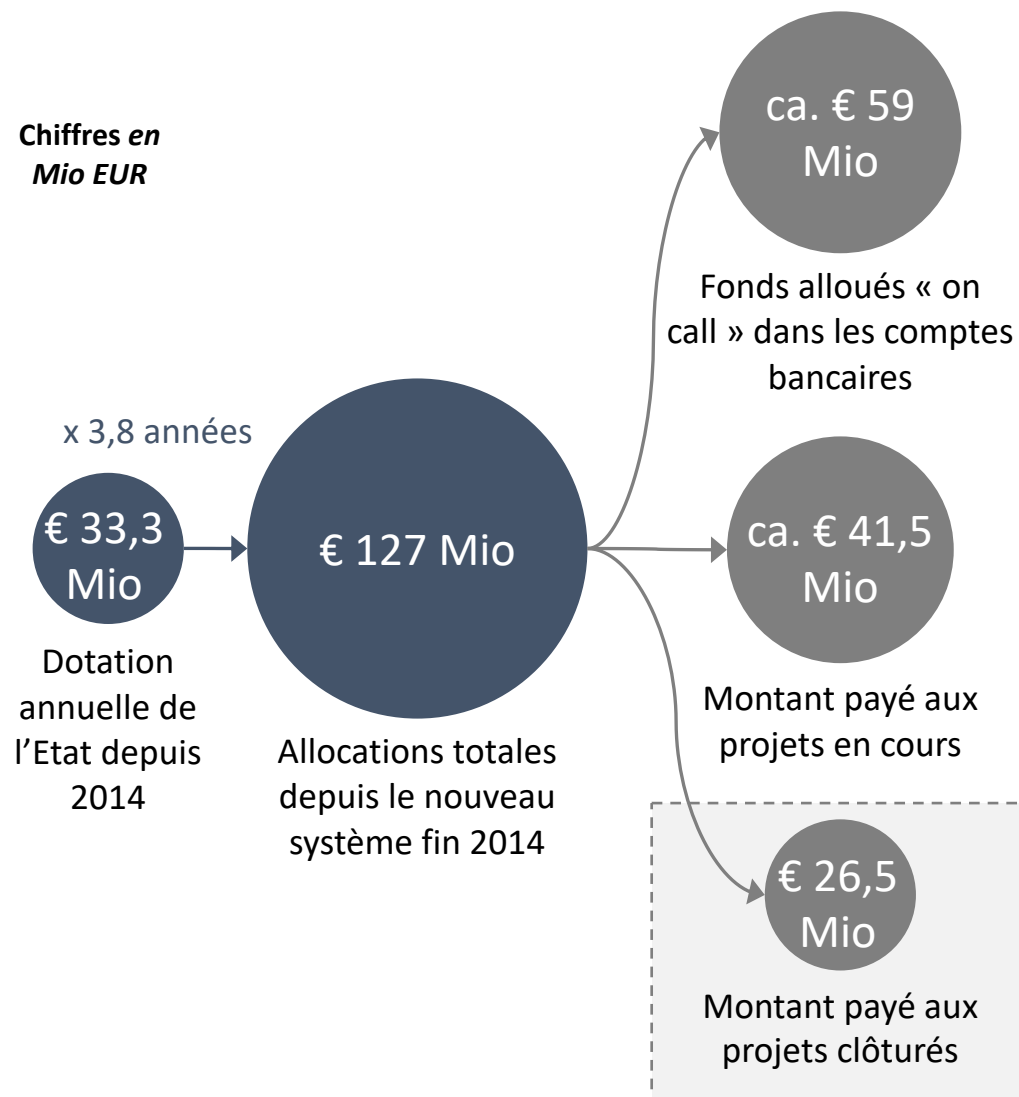 Chiffres en
Mio EUR
x 3,8 années
€ 33,3
Mio
Dotation
annuelle de
l’Etat depuis
2014
€ 127 Mio
Allocations totales
depuis le nouveau
système fin 2014
ca. € 59
Mio
Fonds alloués « on
call » dans les comptes
bancaires
ca. € 41,5
Mio
Montant payé aux
projets en cours
€ 26,5
Mio
Montant payé aux
projets clôturés